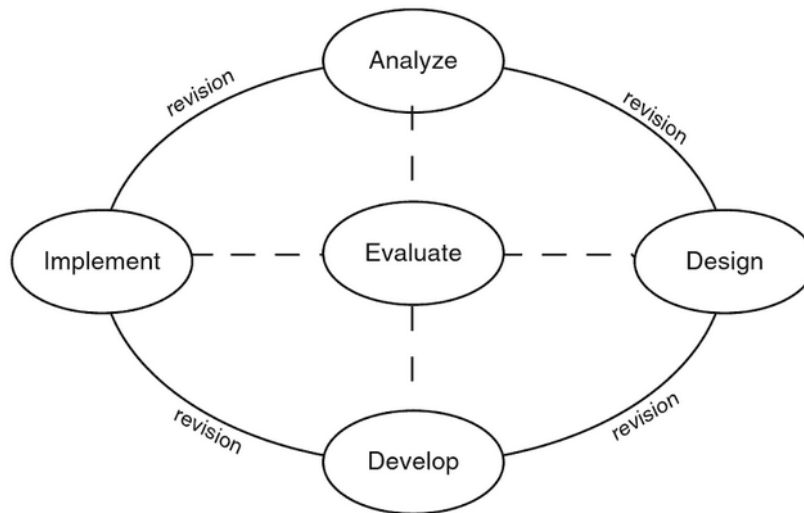 Analyze
revision
revision
Implement
Evaluate
Design
revision
revision
Develop